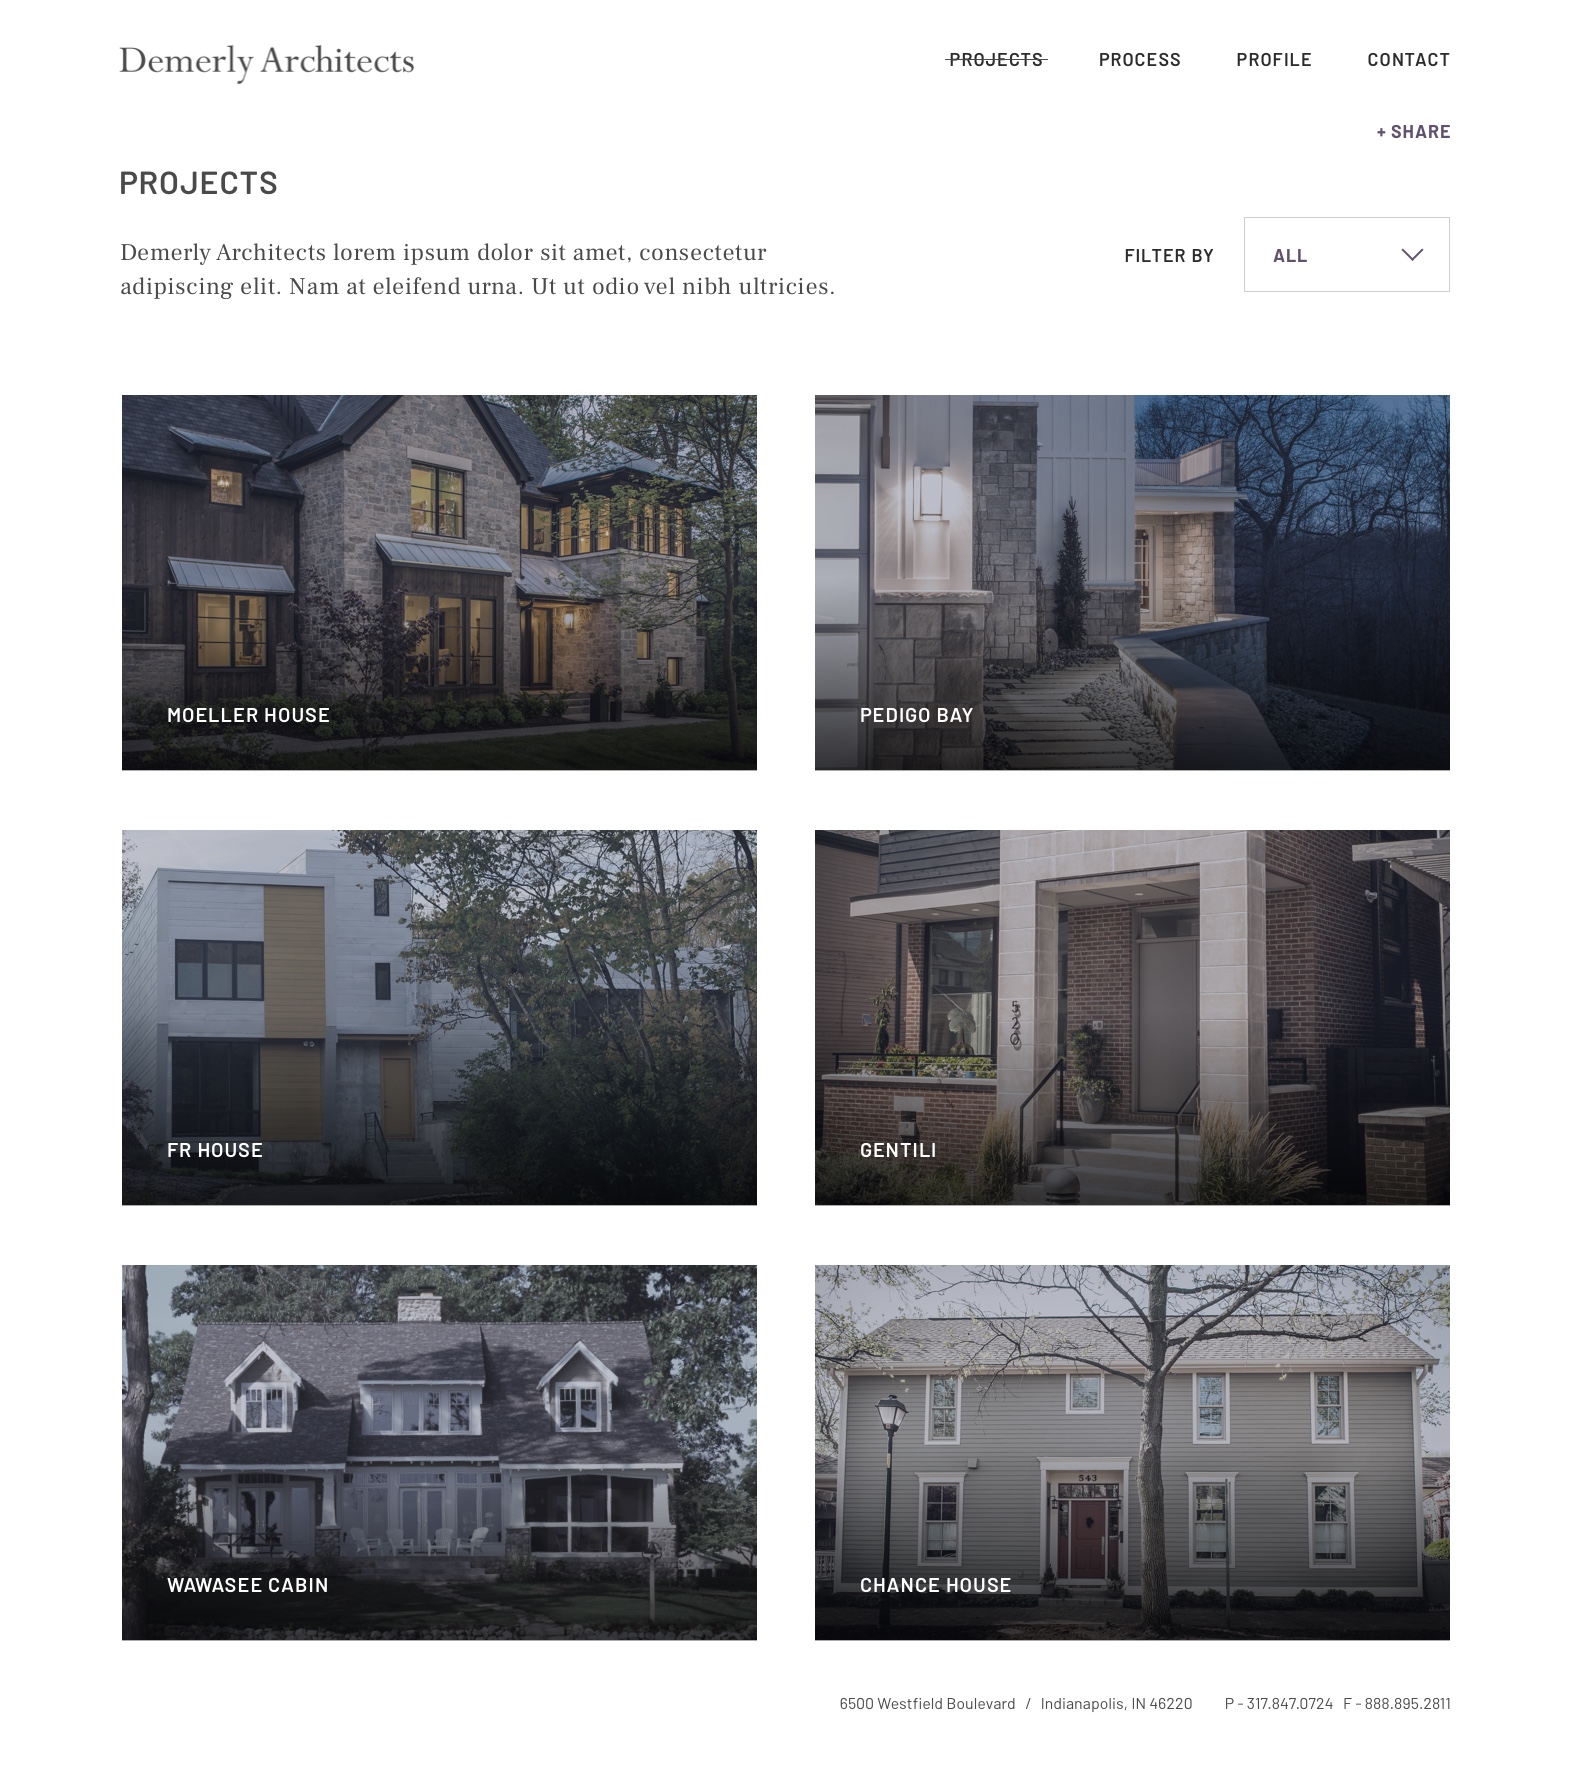 Demerly Architects
PROJECTS PROCESS PROFILE CONTACT
+ SHARE
PROJECTS
Demerly Architects lorem ipsum dolor sit amet, consectetur
adipiscing elit. Nam at eleifend urna. Ut ut odio vel nibh ultricies.
FILTER BY ALL
MOELLER HOUSE
PEDIGO BAY
FR HOUSE
5320
GENTILI
WAWASEE CABIN
543
CHANCE HOUSE
6500 Westfield Boulevard / Indianapolis, IN 46220 P - 317.847.0724 F - 888.895.2811